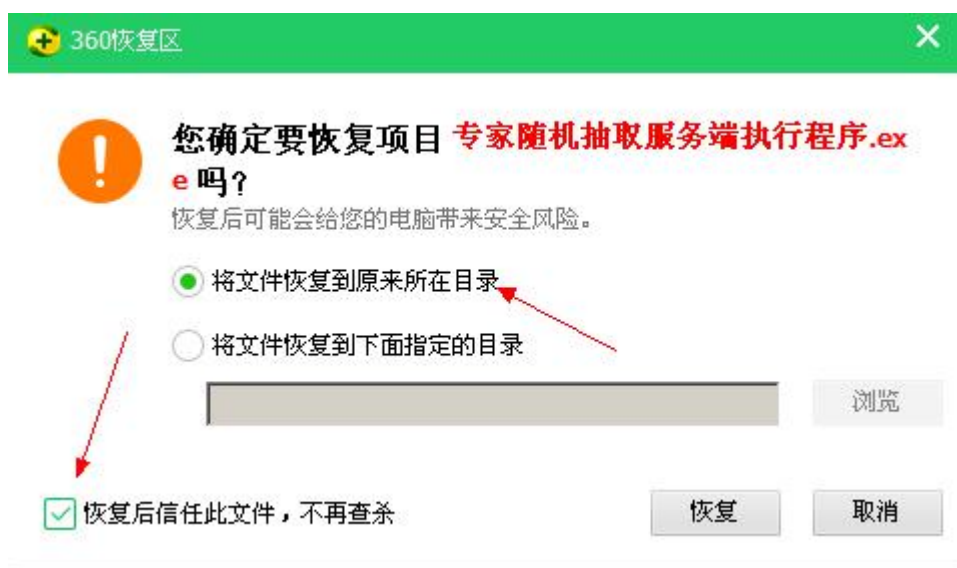 360恢复区
您确定要恢复项目 专家随机抽取服务端执行程序.ex
e 吗?
恢复后可能会给您的电脑带来安全风险。
将文件恢复到原来所在目录
将文件恢复到下面指定的目录
浏览
恢复后信任此文件，不再查杀
恢复
取消